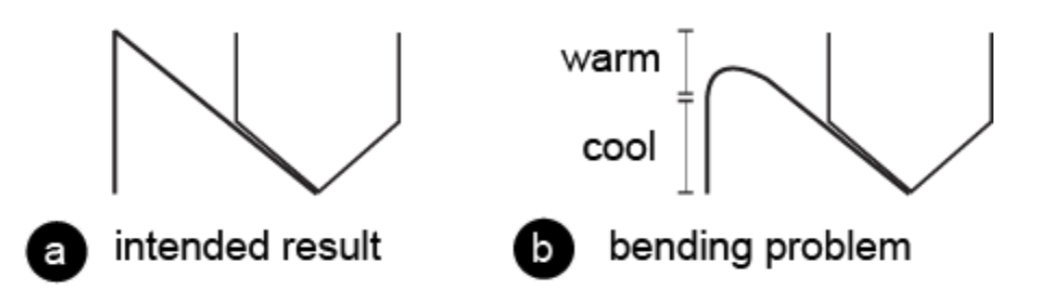 warm
cool
a intended result
b bending problem